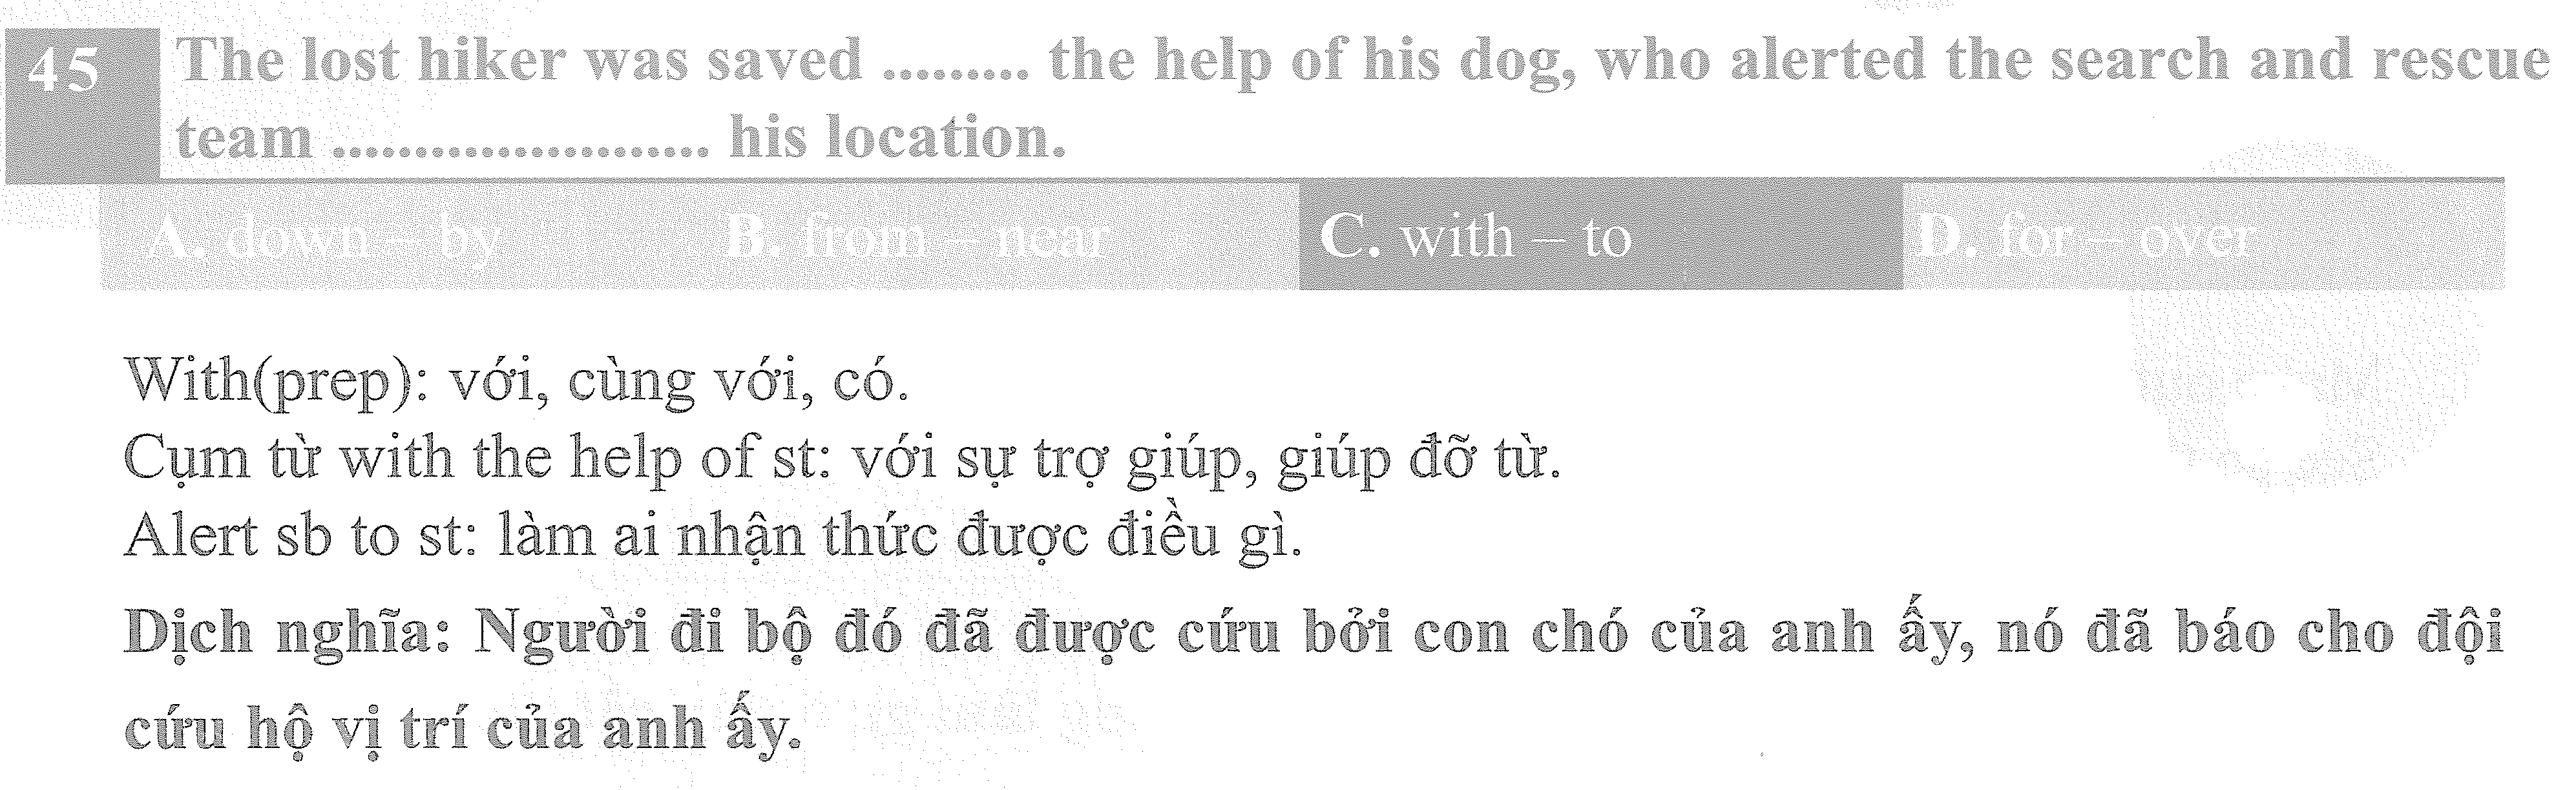 45 The lost hiker was saved ......... the help of his dog, who alerted the search and rescue
team ....................... his location.
A. down – by B. from – near C. with – to D. for – over
With(prep): với, cùng với, có.
Cụm từ with the help of st: với sự trợ giúp, giúp đỡ từ.
Alert sb to st: làm ai nhận thức được điều gì.
Dịch nghĩa: Người đi bộ đó đã được cứu bởi con chó của anh ấy, nó đã báo cho đội
cứu hộ vị trí của anh ấy.